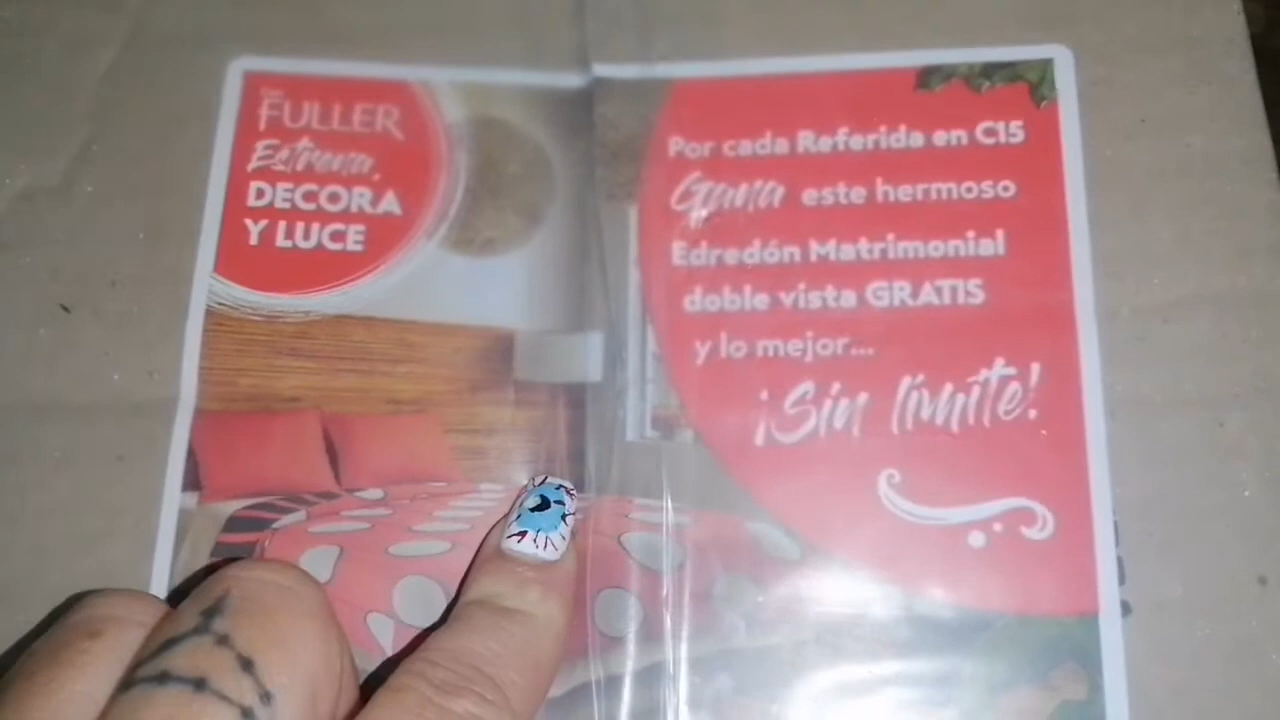 FULLER
Estrena,
DECORA
Y LUCE
Por cada Referida en C15
Gana este hermoso
Edredón Matrimonial
doble vista GRATIS
y lo mejor...
¡Sin límite!